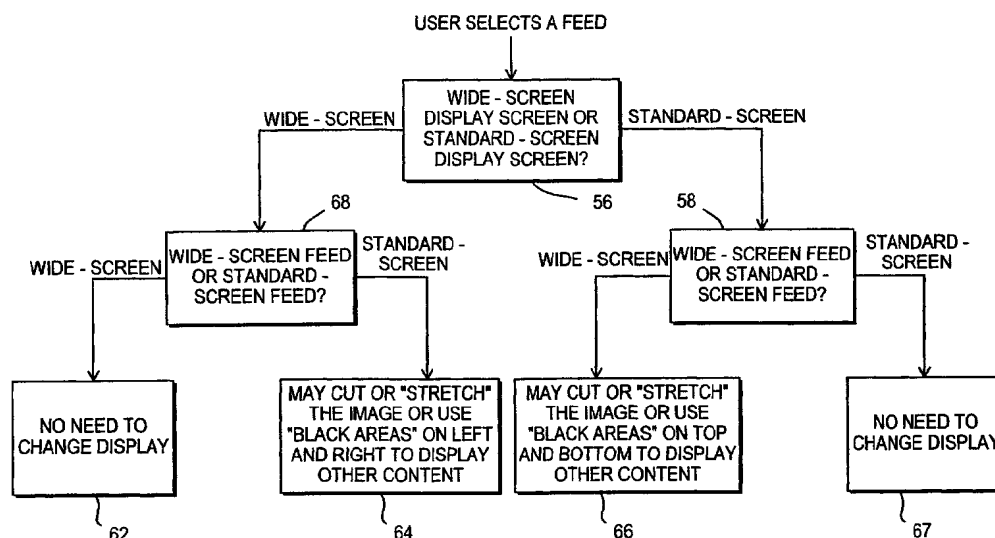 USER SELECTS A FEED
WIDE - SCREEN
DISPLAY SCREEN OR
STANDARD - SCREEN
DISPLAY SCREEN?
WIDE - SCREEN
STANDARD - SCREEN
56
68
58
WIDE - SCREEN FEED
OR STANDARD -
SCREEN FEED?
WIDE - SCREEN
STANDARD -
SCREEN
WIDE - SCREEN FEED
OR STANDARD -
SCREEN FEED?
WIDE - SCREEN
STANDARD -
SCREEN
NO NEED TO
CHANGE DISPLAY
MAY CUT OR "STRETCH"
THE IMAGE OR USE
"BLACK AREAS" ON LEFT
AND RIGHT TO DISPLAY
OTHER CONTENT
MAY CUT OR "STRETCH"
THE IMAGE OR USE
"BLACK AREAS" ON TOP
AND BOTTOM TO DISPLAY
OTHER CONTENT
NO NEED TO
CHANGE DISPLAY
62
64
66
67